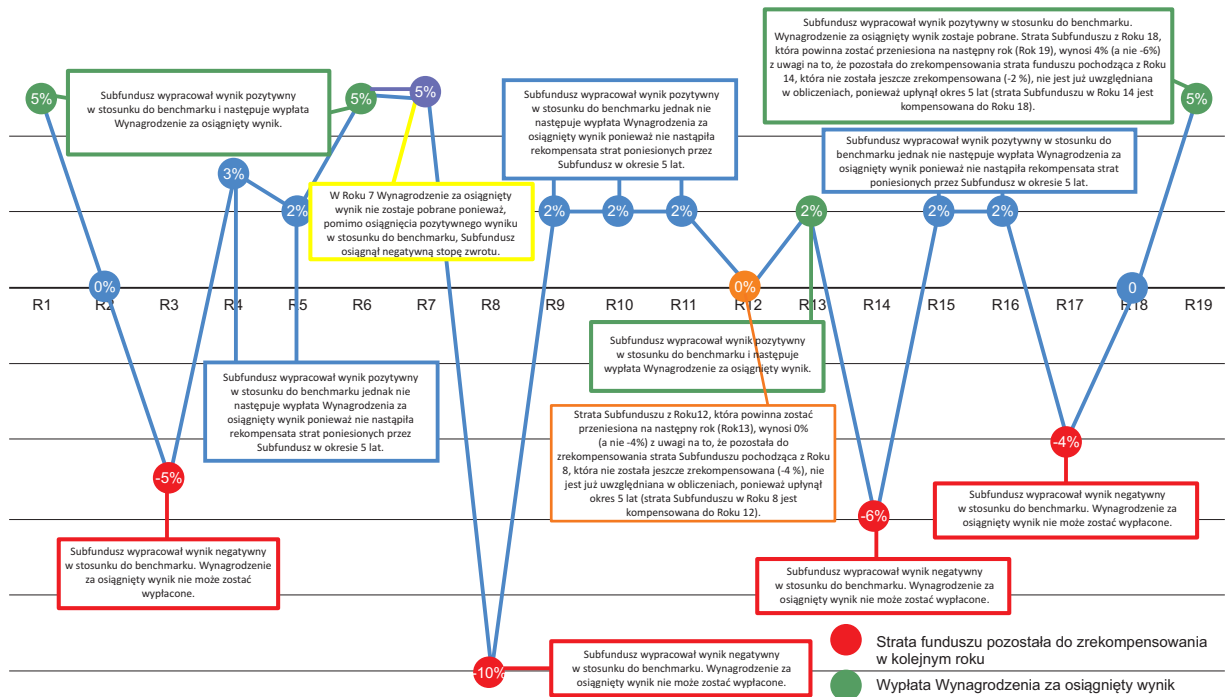 Subfundusz wypracował wynik pozytywny
w stosunku do benchmarku i następuje wypłata
Wynagrodzenie za osiągnięty wynik.
Subfundusz wypracował wynik pozytywny
w stosunku do benchmarku jednak nie
następuje wypłata Wynagrodzenia za
osiągnięty wynik ponieważ nie nastąpiła
rekompensata strat poniesionych przez
Subfundusz w okresie 5 lat.
Subfundusz wypracował wynik pozytywny w stosunku do benchmarku.
Wynagrodzenie za osiągnięty wynik zostaje pobrane. Strata Subfunduszu z Roku 18,
która powinna zostać przeniesiona na następny rok (Rok 19), wynosi 4% (a nie -6%)
z uwagi na to, że pozostała do zrekompensowania strata funduszu pochodząca z Roku
14, która nie została jeszcze zrekompensowana (-2 %), nie jest już uwzględniana
w obliczeniach, ponieważ upłynął okres 5 lat (strata Subfunduszu w Roku 14 jest
kompensowana do Roku 18).
Subfundusz wypracował wynik pozytywny w stosunku do
benchmarku jednak nie następuje wypłata Wynagrodzenia za
osiągnięty wynik ponieważ nie nastąpiła rekompensata strat
poniesionych przez Subfundusz w okresie 5 lat.
W Roku 7 Wynagrodzenie za osiągnięty
wynik nie zostaje pobrane ponieważ,
pomimo osiągnięcia pozytywnego wyniku
w stosunku do benchmarku, Subfundusz
osiągnął negatywną stopę zwrotu.
5%
0%
-5%
3%
2%
5%
5%
-10%
2%
2%
2%
0%
2%
-6%
2%
2%
-4%
0
5%
R1
R2
R3
R4
R5
R6
R7
R8
R9
R10
R11
R12
R13
R14
R15
R16
R17
R18
R19
Subfundusz wypracował wynik pozytywny
w stosunku do benchmarku i następuje
wypłata Wynagrodzenie za osiągnięty wynik.
Subfundusz wypracował wynik pozytywny
w stosunku do benchmarku jednak nie
następuje wypłata Wynagrodzenia za
osiągnięty wynik ponieważ nie nastąpiła
rekompensata strat poniesionych przez
Subfundusz w okresie 5 lat.
Strata Subfunduszu z Roku12, która powinna zostać
przeniesiona na następny rok (Rok13), wynosi 0%
(a nie -4%) z uwagi na to, że pozostała do
zrekompensowania strata Subfunduszu pochodząca z Roku
8, która nie została jeszcze zrekompensowana (-4 %), nie
jest już uwzględniana w obliczeniach, ponieważ upłynął
okres 5 lat (strata Subfunduszu w Roku 8 jest
kompensowana do Roku 12).
Subfundusz wypracował wynik negatywny
w stosunku do benchmarku. Wynagrodzenie za
osiągnięty wynik nie może zostać wypłacone.
Subfundusz wypracował wynik negatywny
w stosunku do benchmarku. Wynagrodzenie
za osiągnięty wynik nie może zostać
wypłacone.
Subfundusz wypracował wynik negatywny
w stosunku do benchmarku. Wynagrodzenie za
osiągnięty wynik nie może zostać wypłacone.
Subfundusz wypracował wynik negatywny
w stosunku do benchmarku. Wynagrodzenie za
osiągnięty wynik nie może zostać wypłacone.
Strata funduszu pozostała do zrekompensowania
w kolejnym roku
Wypłata Wynagrodzenia za osiągnięty wynik